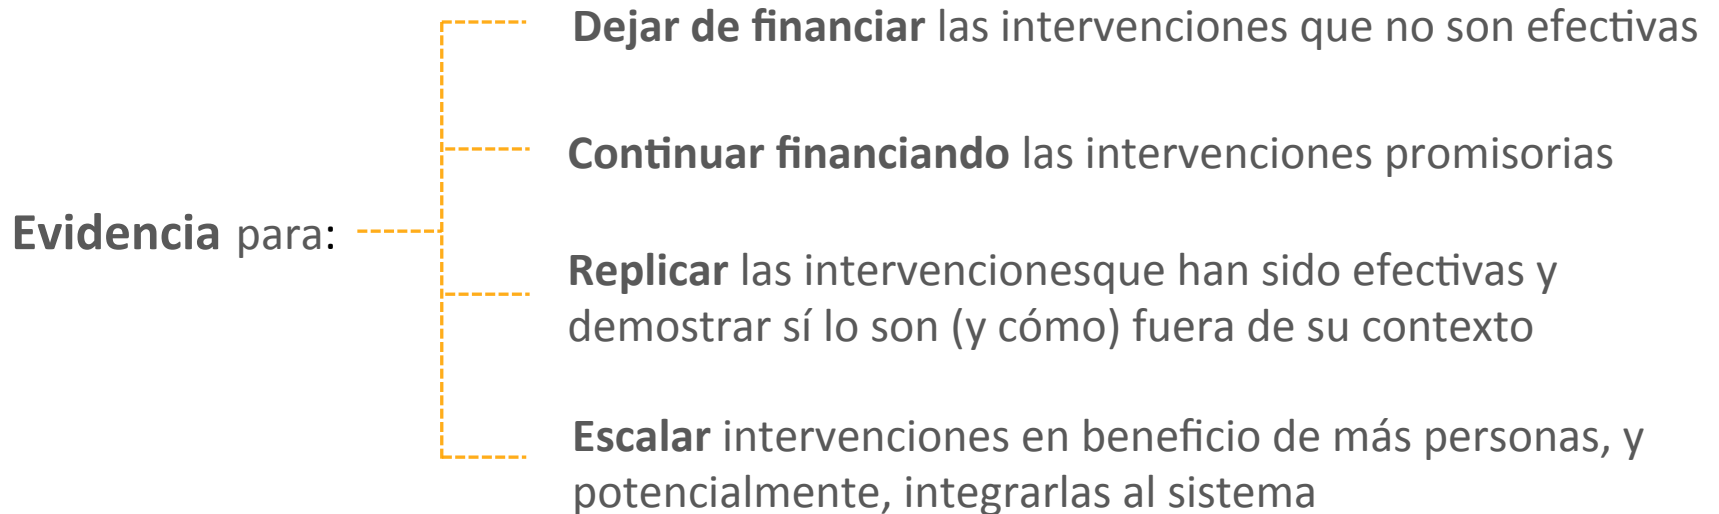 Dejar de financiar las intervenciones que no son efectivas
Continuar financiando las intervenciones promisorias
Evidencia para:
Replicar las intervencionesque han sido efectivas y
demostrar sí lo son (y cómo) fuera de su contexto
Escalar intervenciones en beneficio de más personas, y
potencialmente, integrarlas al sistema